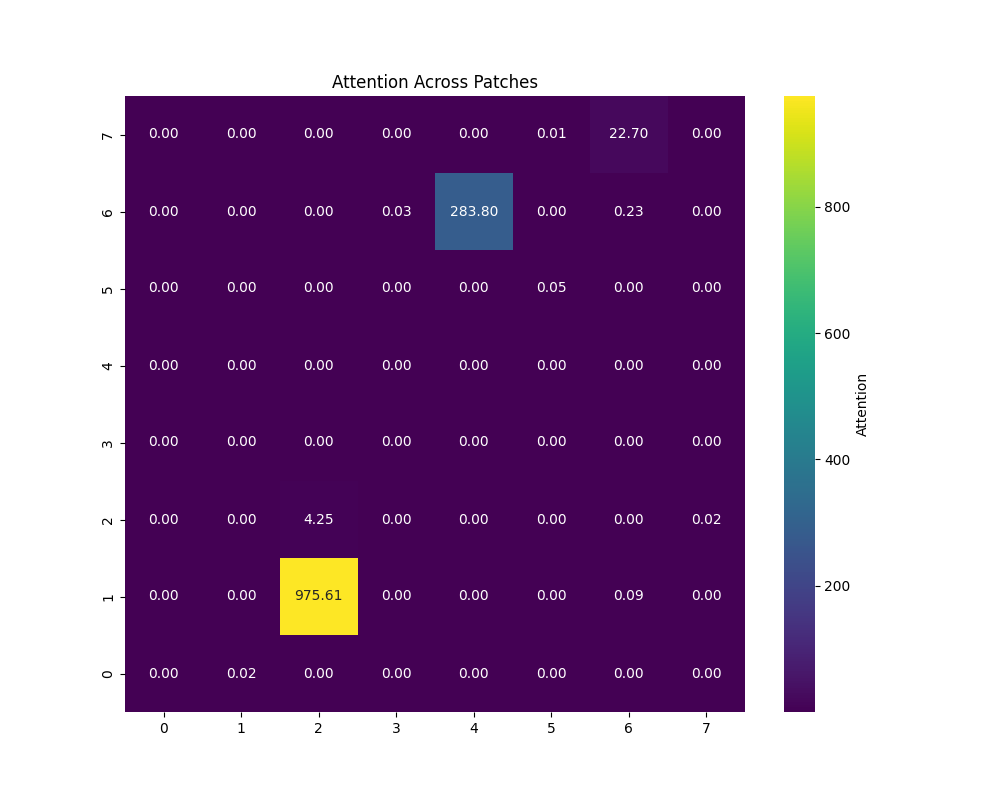 Attention Across Patches
7 0.00 0.00 0.00 0.00 0.00 0.01 22.70 0.00
6 0.00 0.00 0.00 0.03 283.80 0.00 0.23 0.00
5 0.00 0.00 0.00 0.00 0.00 0.05 0.00 0.00
4 0.00 0.00 0.00 0.00 0.00 0.00 0.00 0.00
3 0.00 0.00 0.00 0.00 0.00 0.00 0.00 0.00
2 0.00 0.00 4.25 0.00 0.00 0.00 0.00 0.02
1 0.00 0.00 975.61 0.00 0.00 0.00 0.09 0.00
0 0.00 0.02 0.00 0.00 0.00 0.00 0.00 0.00
0 1 2 3 4 5 6 7
800
600
400
200
Attention